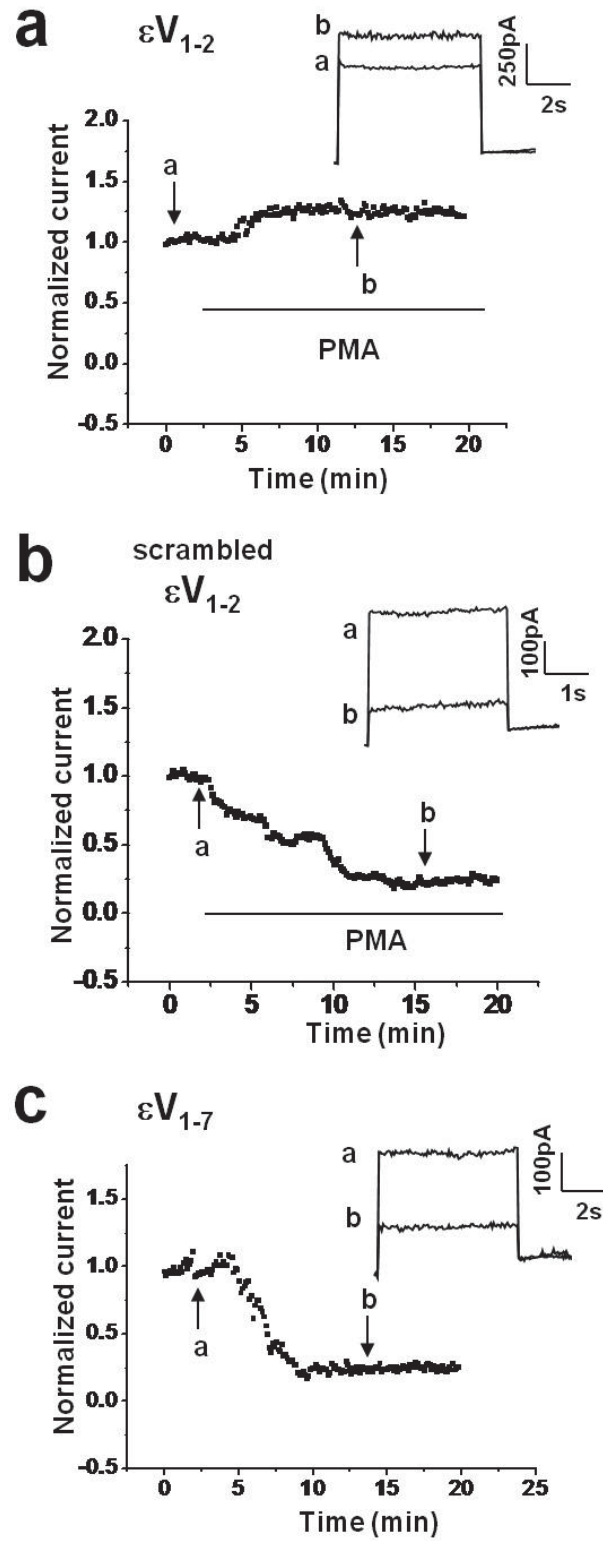 a
εV1-2
b
a
250pA
2s
Normalized current
2.0
1.5
1.0
0.5
0.0
-0.5
a
b
PMA
0 5 10 15 20
Time (min)
b
scrambled
εV1-2
a
b
100pA
1s
Normalized current
2.0
1.5
1.0
0.5
0.0
-0.5
a
b
PMA
0 5 10 15 20
Time (min)
c
εV1-7
a
b
100pA
2s
Normalized current
1.5
1.0
0.5
0.0
-0.5
a
b
0 5 10 15 20 25
Time (min)